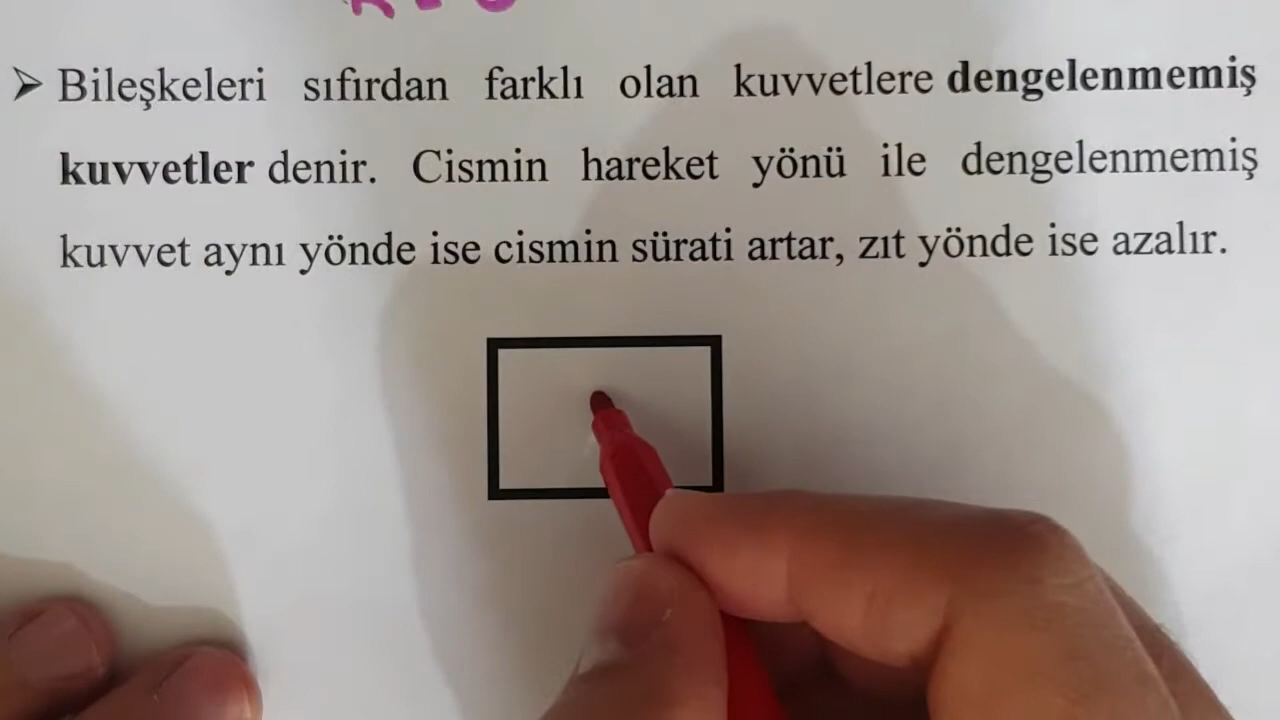 Bileşkeleri sıfırdan farklı olan kuvvetlere dengelenmemiş
kuvvetler denir. Cismin hareket yönü ile dengelenmemiş
kuvvet aynı yönde ise cismin sürati artar, zıt yönde ise azalır.